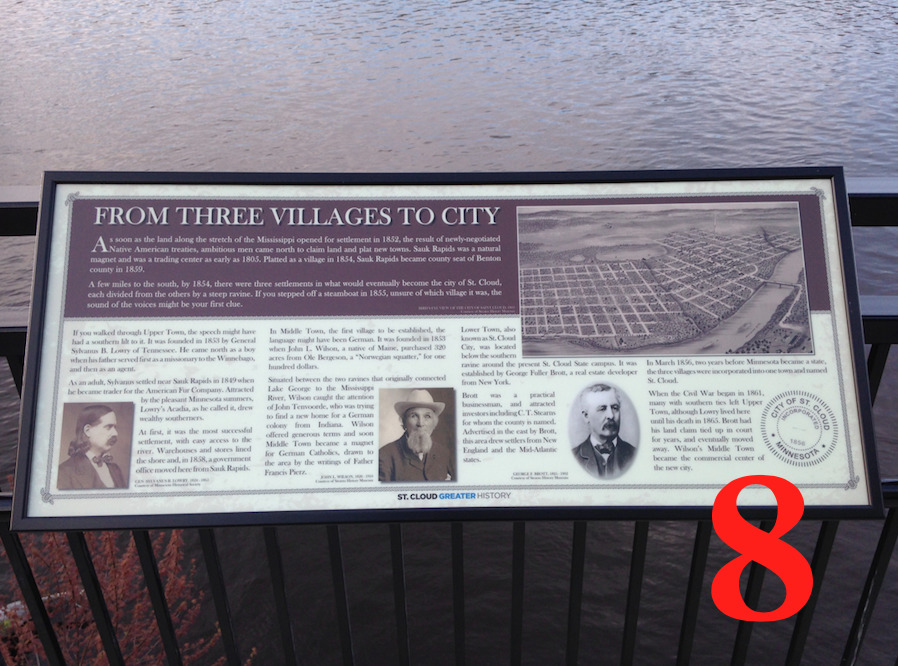 FROM THREE VILLAGES TO CITY
As soon as the land along the stretch of the Mississippi opened for settlement in 1852, the result of newly-negotiated
Native American treaties, ambitious men came north to claim land and plat new towns. Sauk Rapids was a natural
magnet and was a trading center as early as 1805. Platted as a village in 1854, Sauk Rapids became county seat of Benton
county in 1859.
A few miles to the south, by 1854, there were three settlements in what would eventually become the city of St. Cloud,
each divided from the others by a steep ravine. If you stepped off a steamboat in 1855, unsure of which village it was, the
sound of the voices might be your first clue.
If you walked through Upper Town, the speech might have
had a southern lilt to it. It was founded in 1853 by General
Sylvanus B. Lowry of Tennessee. He came north as a boy
when his father served first as a missionary to the Winnebago,
and then as an agent.
As an adult, Sylvanus settled near Sauk Rapids in 1849 when
he became trader for the American Fur Company. Attracted
by the pleasant Minnesota summers,
Lowry's Acadia, as he called it, drew
wealthy southerners.
At first, it was the most successful
settlement, with easy access to the
river. Warehouses and stores lined
the shore and, in 1858, a government
office moved here from Sauk Rapids.
In Middle Town, the first village to be established, the
language might have been German. It was founded in 1853
when John L. Wilson, a native of Maine, purchased 320
acres from Ole Bergeson, a "Norwegian squatter," for one
hundred dollars.
Situated between the two ravines that originally connected
Lake George to the Mississippi
River, Wilson caught the attention
of John Tenvoorde, who was trying
to find a new home for a German
colony from Indiana. Wilson
offered generous terms and soon
Middle Town became a magnet
for German Catholics, drawn to
the area by the writings of Father
Francis Pierz.
Lower Town, also
known as St. Cloud
City, was located
below the southern
ravine around the present St. Cloud State campus. It was
established by George Fuller Brott, a real estate developer
from New York.
Brott was a practical
businessman, and attracted
investors including C. T. Stearns
for whom the county is named.
Advertised in the east by Brott,
this area drew settlers from New
England and the Mid-Atlantic
states.
In March 1856, two years before Minnesota became a state,
the three villages were incorporated into one town and named
St. Cloud.
When the Civil War began in 1861,
many with southern ties left Upper
Town, although Lowry lived here
until his death in 1865. Brott had
his land claims tied up in court
for years, and eventually moved
away. Wilson's Middle Town
became the commercial center of
the new city.
CITY OF ST. CLOUD
INCORPORATED
1856
MINNESOTA
ST. CLOUD GREATER HISTORY
8